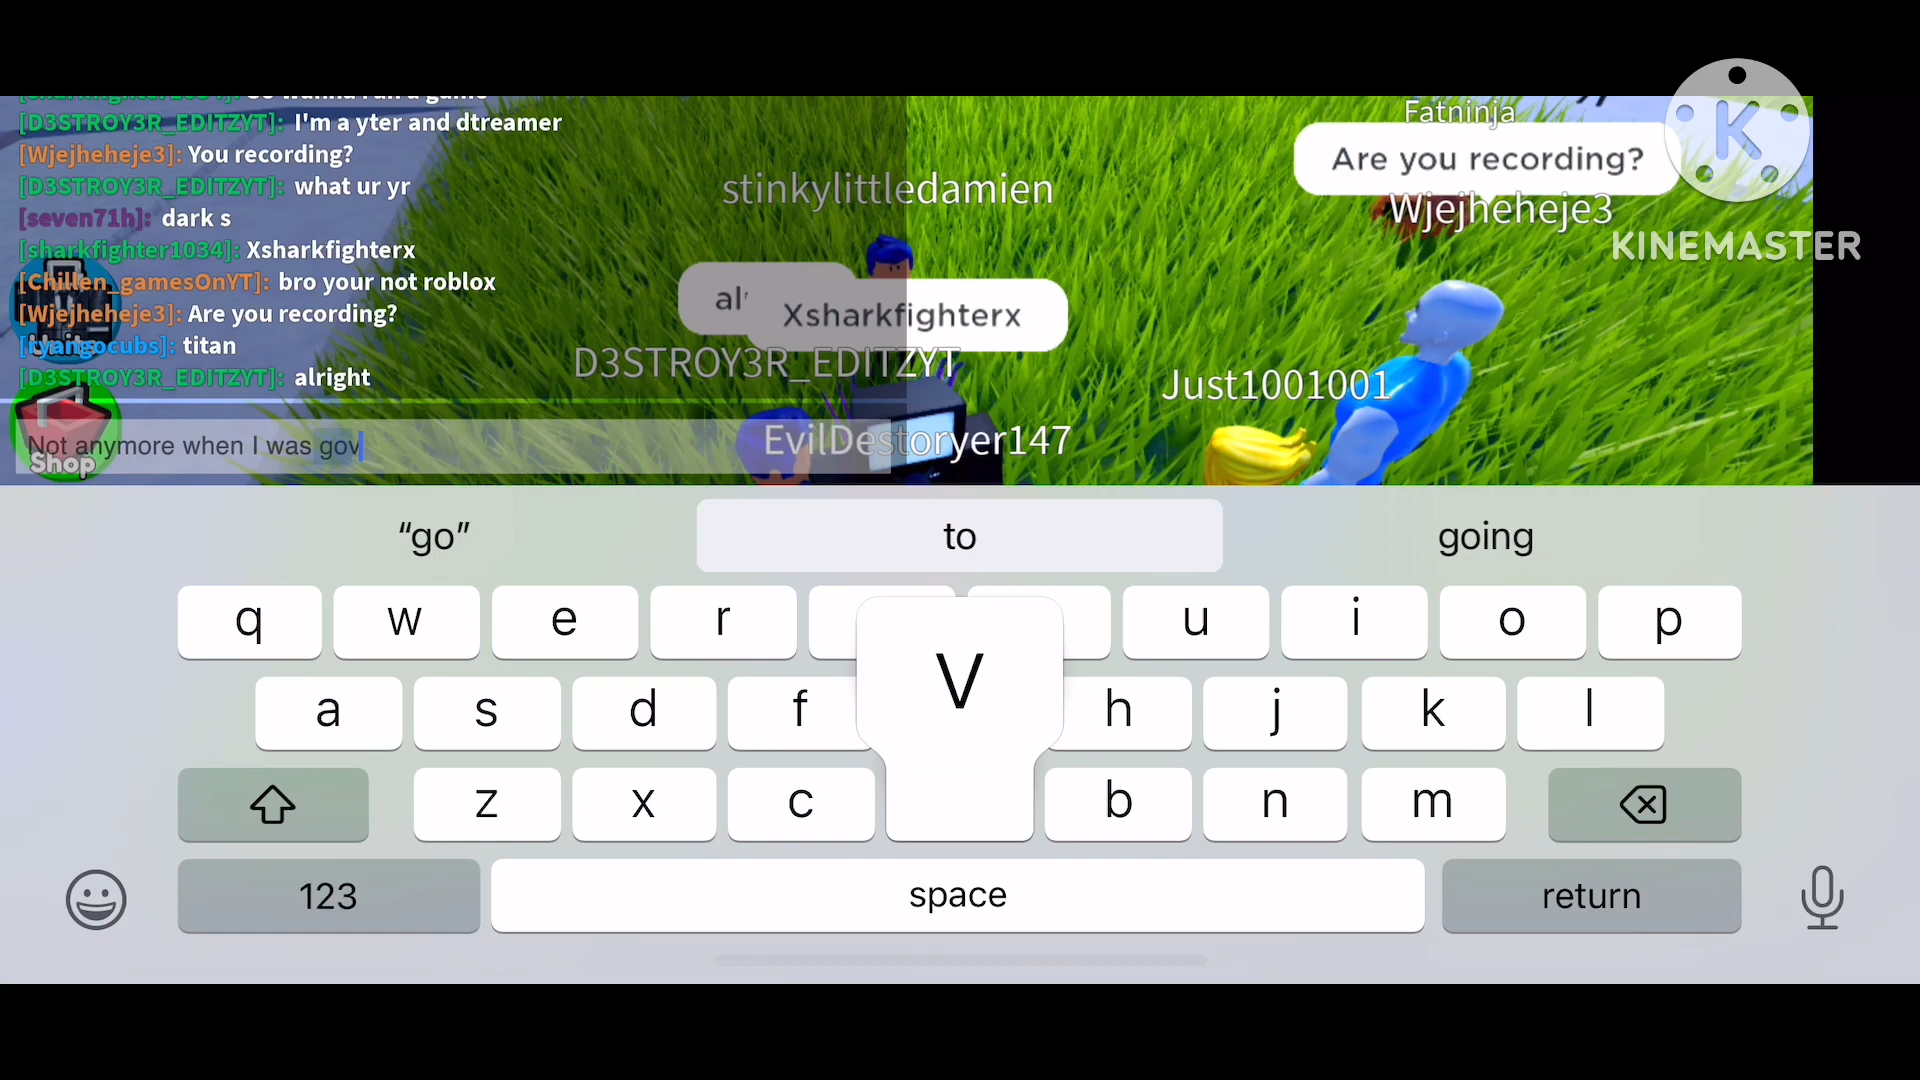 [D3STROY3R_EDITZYT]: I'm a yter and dtreamer
[Wjejheheje3]: You recording?
[D3STROY3R_EDITZYT]: what ur yr
[seven71h]: dark s
[sharkfighter1034]: Xsharkfighterx
[Chillen_gamesOnYT]: bro your not roblox
[Wjejheheje3]: Are you recording?
[ryangocubs]: titan
[D3STROY3R_EDITZYT]: alright
Not anymore when I was gov
Shop
Fatninja
Are you recording?
Wjejheheje3
stinkylittledamien
Xsharkfighterx
D3STROY3R_EDITZYT
Just1001001
EvilDestoryer147
K
KINEMASTER
“go” to going
q w e r u i o p
a s d f V h j k l
z x c b n m
123 space return